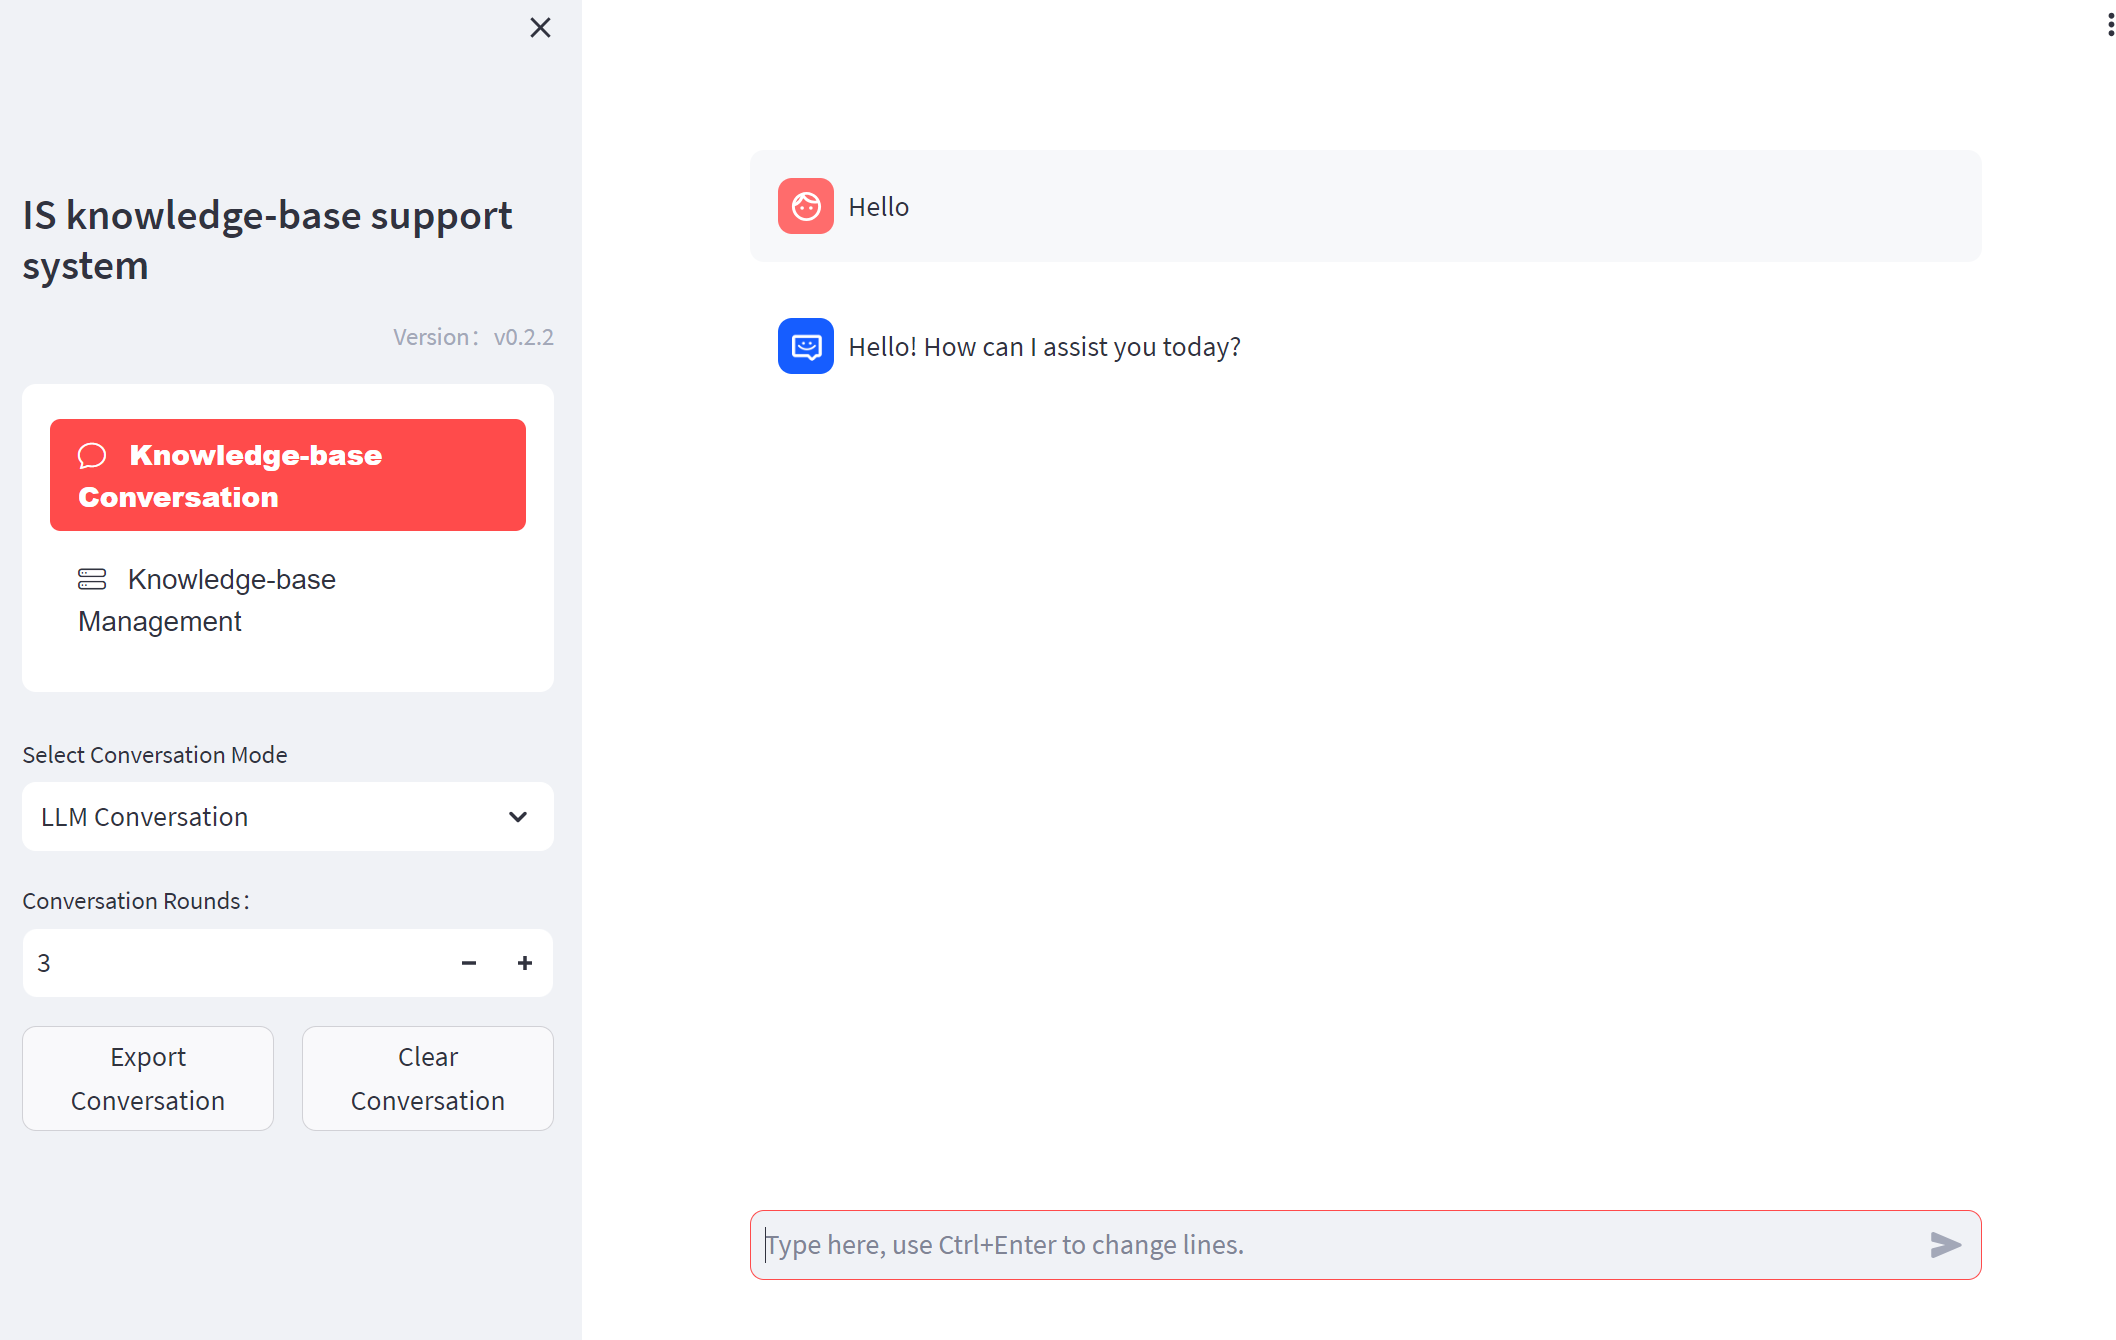 IS knowledge-base support
system
Version：v0.2.2
Knowledge-base
Conversation
Knowledge-base
Management
Select Conversation Mode
LLM Conversation
Conversation Rounds：
3
Export
Conversation
Clear
Conversation
Hello
Hello! How can I assist you today?
Type here, use Ctrl+Enter to change lines.